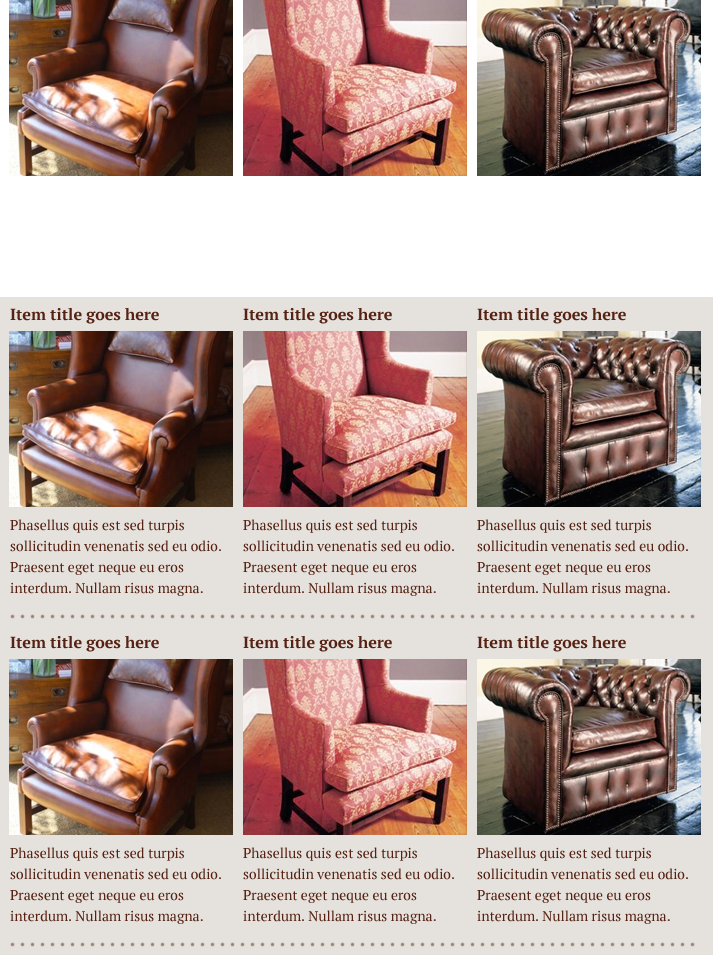 Item title goes here
Item title goes here
Item title goes here
Phasellus quis est sed turpis
sollicitudin venenatis sed eu odio.
Praesent eget neque eu eros
interdum. Nullam risus magna.
Phasellus quis est sed turpis
sollicitudin venenatis sed eu odio.
Praesent eget neque eu eros
interdum. Nullam risus magna.
Phasellus quis est sed turpis
sollicitudin venenatis sed eu odio.
Praesent eget neque eu eros
interdum. Nullam risus magna.
Item title goes here
Item title goes here
Item title goes here
Phasellus quis est sed turpis
sollicitudin venenatis sed eu odio.
Praesent eget neque eu eros
interdum. Nullam risus magna.
Phasellus quis est sed turpis
sollicitudin venenatis sed eu odio.
Praesent eget neque eu eros
interdum. Nullam risus magna.
Phasellus quis est sed turpis
sollicitudin venenatis sed eu odio.
Praesent eget neque eu eros
interdum. Nullam risus magna.